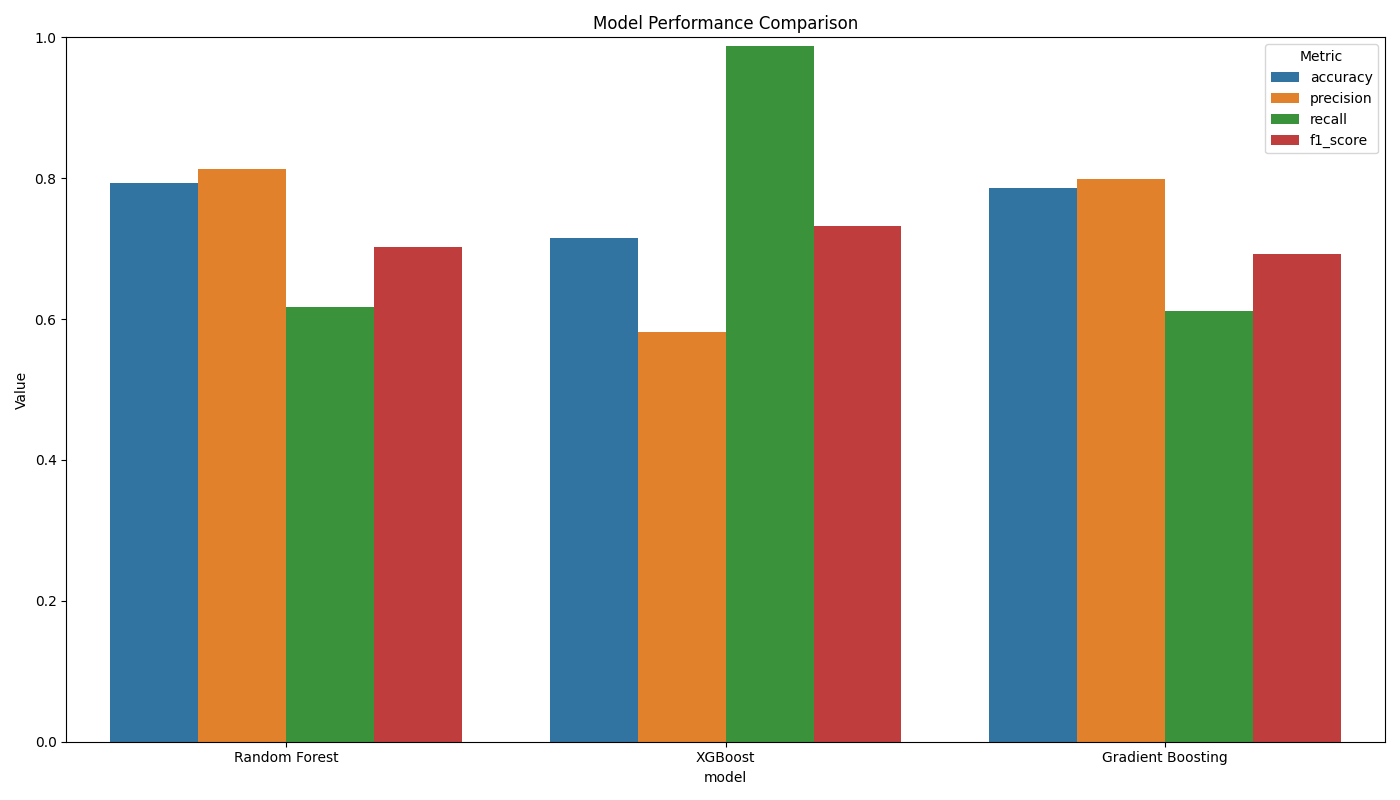 Model Performance Comparison
1.0
0.8
0.6
0.4
0.2
0.0
Value
Metric
accuracy
precision
recall
f1_score
Random Forest
XGBoost
Gradient Boosting
model